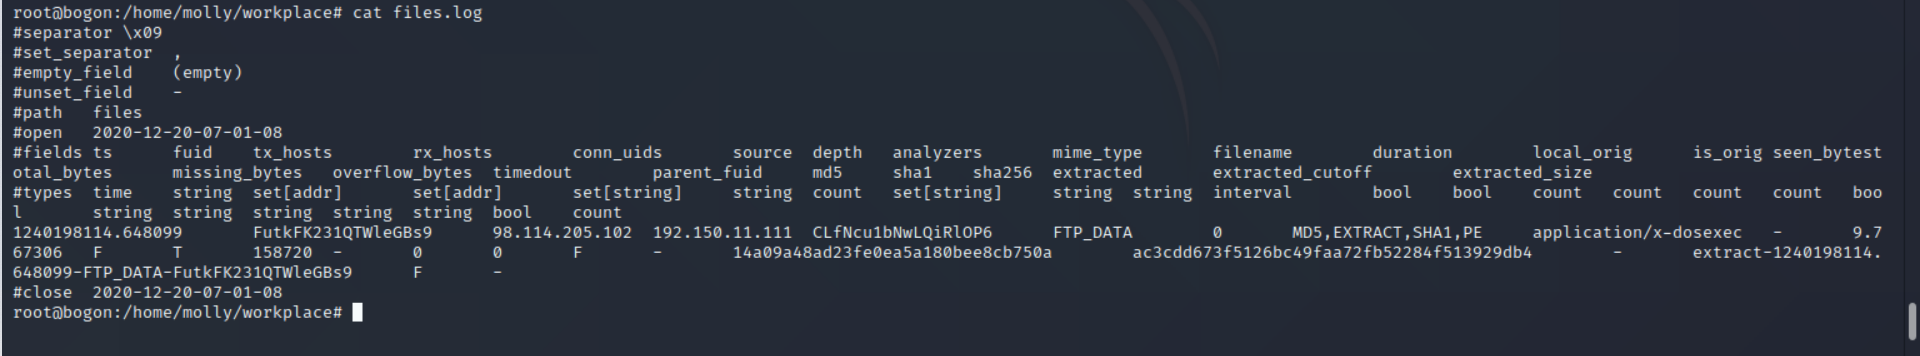 root@bogon:/home/molly/workplace# cat files.log
#separator \x09
#set_separator  ,
#empty_field    (empty)
#unset_field    -
#path   files
#open   2020-12-20-07-01-08
#fields ts      fuid    tx_hosts        rx_hosts        conn_uids       source  depth   analyzers       mime_type       filename        duration        local_orig      is_orig seen_bytest
otal_bytes      missing_bytes   overflow_bytes  timedout        parent_fuid     md5     sha1    sha256  extracted       extracted_cutoff        extracted_size
#types  time    string  set[addr]       set[addr]       set[string]     string  count   set[string]     string  string  interval        bool    bool    count   count   count   count   boo
l       string  string  string  string  string  bool    count
1240198114.648099       FutkFK231QTWleGBs9      98.114.205.102  192.150.11.111  CLfNcu1bNwLQiRlOP6      FTP_DATA        0       MD5,EXTRACT,SHA1,PE     application/x-dosexec   -       9.7
67306   F       T       158720  -       0       0       F       -       14a09a48ad23fe0ea5a180bee8cb750a        ac3cdd673f5126bc49faa72fb52284f513929db4        -       extract-1240198114.
648099-FTP_DATA-FutkFK231QTWleGBs9      F       -
#close  2020-12-20-07-01-08
root@bogon:/home/molly/workplace#